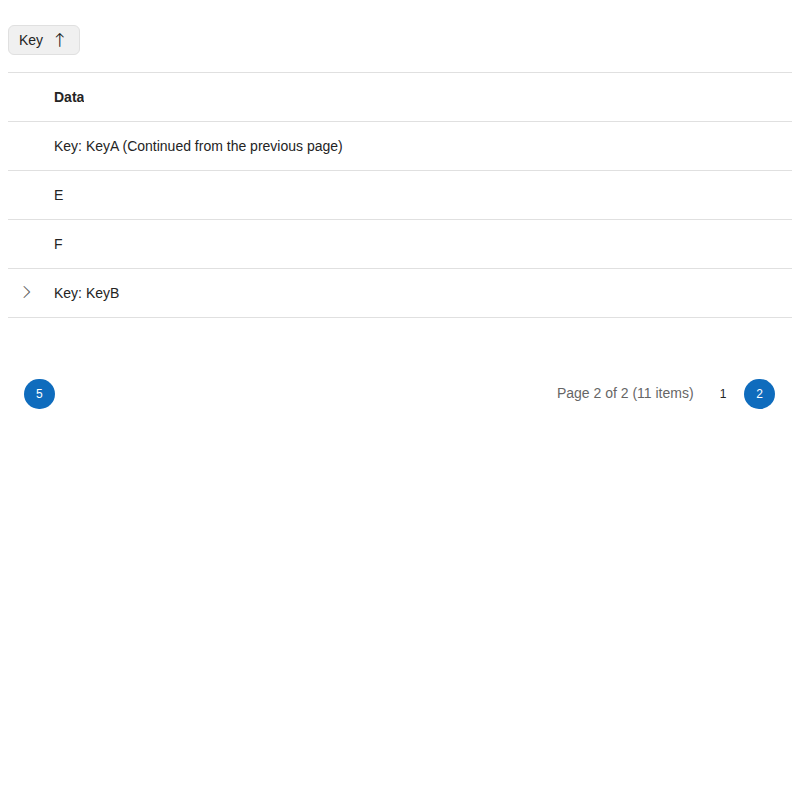 Key
Data
Key: KeyA (Continued from the previous page)
E
F
Key: KeyB
5 Page 2 of 2 (11 items) 1 2